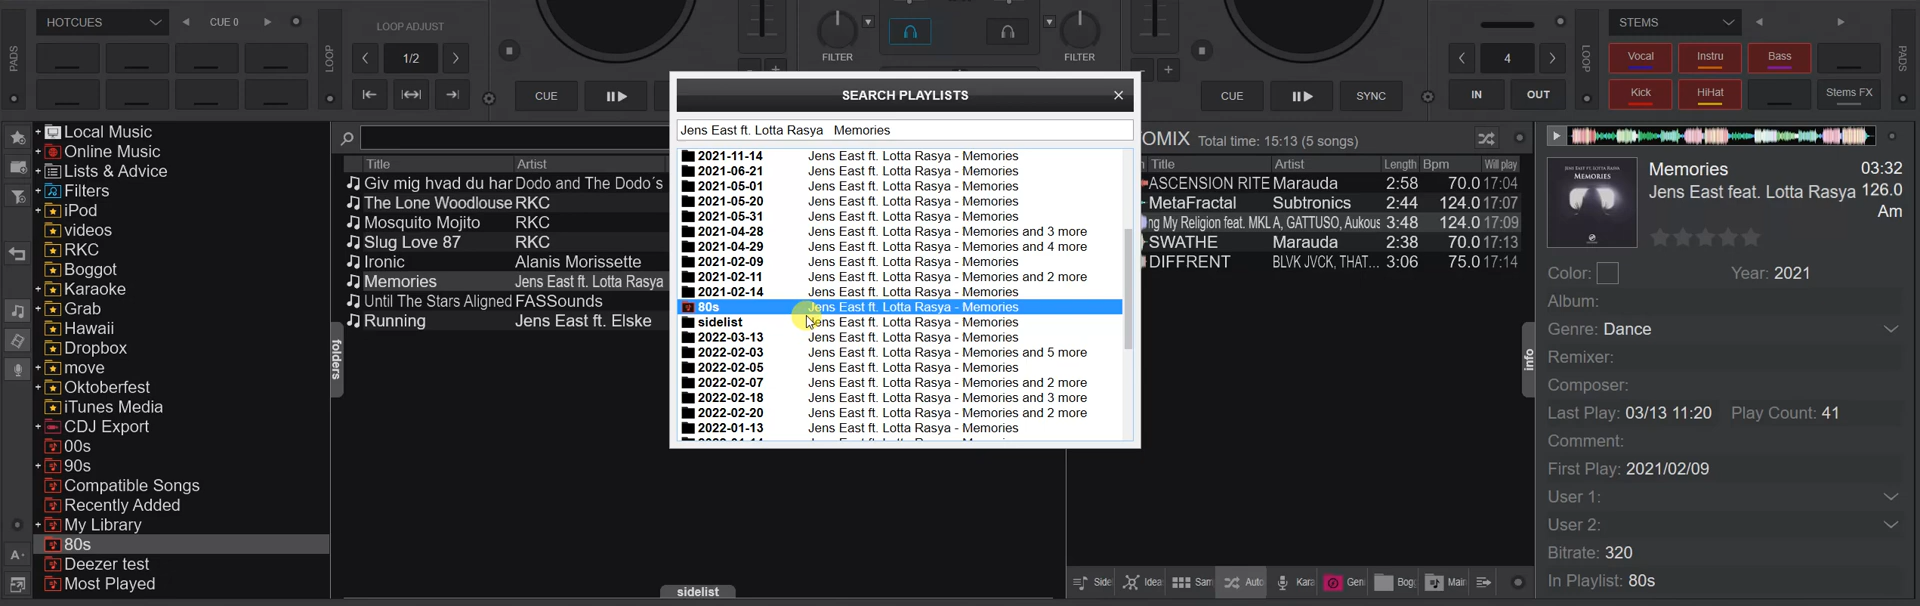 HOTCUES CUE 0
LOOP ADJUST
PADS
LOOP
1/2
FILTER FILTER
CUE CUE SYNC
4
IN OUT
STEMS
LOOP
PADS
Vocal Instru Bass
Kick HiHat Stems FX
Local Music
Online Music
Lists & Advice
Filters
iPod
videos
RKC
Boggot
Karaoke
Grab
Hawaii
Dropbox
move
Oktoberfest
iTunes Media
CDJ Export
00s
90s
Compatible Songs
Recently Added
My Library
80s
Deezer test
Most Played
A
folders
Title Artist
Giv mig hvad du har Dodo and The Dodo´s
The Lone Woodlouse RKC
Mosquito Mojito RKC
Slug Love 87 RKC
Ironic Alanis Morissette
Memories Jens East ft. Lotta Rasya
Until The Stars Aligned FASSounds
Running Jens East ft. Elske
sidelist
SEARCH PLAYLISTS
Jens East ft. Lotta Rasya Memories
2021-11-14 Jens East ft. Lotta Rasya - Memories
2021-06-21 Jens East ft. Lotta Rasya - Memories
2021-05-01 Jens East ft. Lotta Rasya - Memories
2021-05-20 Jens East ft. Lotta Rasya - Memories
2021-05-31 Jens East ft. Lotta Rasya - Memories
2021-04-28 Jens East ft. Lotta Rasya - Memories and 3 more
2021-04-29 Jens East ft. Lotta Rasya - Memories and 4 more
2021-02-09 Jens East ft. Lotta Rasya - Memories
2021-02-11 Jens East ft. Lotta Rasya - Memories and 2 more
2021-02-14 Jens East ft. Lotta Rasya - Memories
80s Jens East ft. Lotta Rasya - Memories
sidelist Jens East ft. Lotta Rasya - Memories
2022-03-13 Jens East ft. Lotta Rasya - Memories
2022-02-03 Jens East ft. Lotta Rasya - Memories and 5 more
2022-02-05 Jens East ft. Lotta Rasya - Memories
2022-02-07 Jens East ft. Lotta Rasya - Memories and 2 more
2022-02-18 Jens East ft. Lotta Rasya - Memories and 3 more
2022-02-20 Jens East ft. Lotta Rasya - Memories and 2 more
2022-01-13 Jens East ft. Lotta Rasya - Memories
OMIX Total time: 15:13 (5 songs)
Title Artist Length Bpm Will play
ASCENSION RITE Marauda 2:58 70.0 17:04
MetaFractal Subtronics 2:44 124.0 17:07
ng My Religion feat. MKL A, GATTUSO, Aukous 3:48 124.0 17:09
SWATHE Marauda 2:38 70.0 17:13
DIFFRENT BLVK JVCK, THAT... 3:06 75.0 17:14
Side Idea Sam Auto Kara Gen Bog Main
info
JENS EAST FT. LOTTA RASYA
MEMORIES
Memories 03:32
Jens East feat. Lotta Rasya 126.0
Am
Color: Year: 2021
Album:
Genre: Dance
Remixer:
Composer:
Last Play: 03/13 11:20 Play Count: 41
Comment:
First Play: 2021/02/09
User 1:
User 2:
Bitrate: 320
In Playlist: 80s